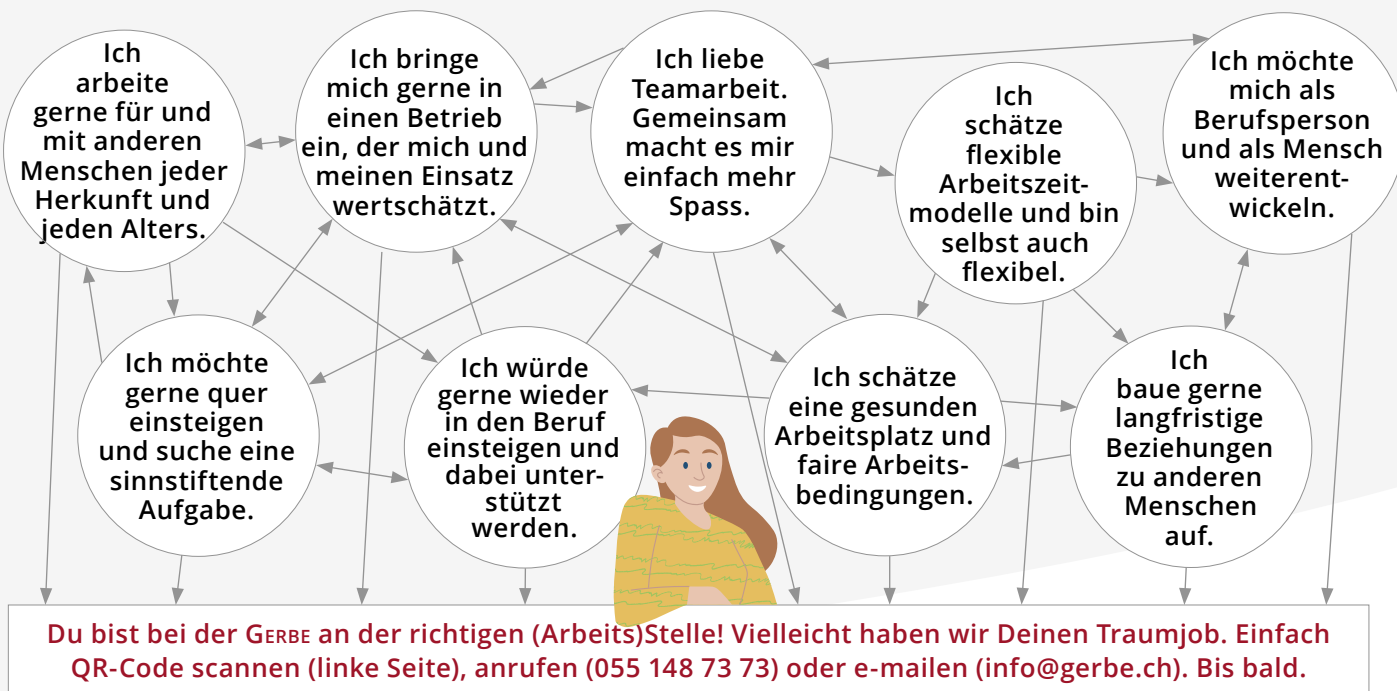 Ich
arbeite
gerne für und
mit anderen
Menschen jeder
Herkunft und
jeden Alters.
Ich bringe
mich gerne in
einen Betrieb
ein, der mich und
meinen Einsatz
wertschätzt.
Ich liebe
Teamarbeit.
Gemeinsam
macht es mir
einfach mehr
Spass.
Ich
schätze
flexible
Arbeitszeit-
modelle und bin
selbst auch
flexibel.
Ich möchte
mich als
Berufsperson
und als Mensch
weiterent-
wickeln.
Ich möchte
gerne quer
einsteigen
und suche eine
sinnstiftende
Aufgabe.
Ich würde
gerne wieder
in den Beruf
einsteigen und
dabei unter-
stützt
werden.
Ich schätze
eine gesunden
Arbeitsplatz und
faire Arbeits-
bedingungen.
Ich
baue gerne
langfristige
Beziehungen
zu anderen
Menschen
auf.
Du bist bei der GERBE an der richtigen (Arbeits)Stelle! Vielleicht haben wir Deinen Traumjob. Einfach
QR-Code scannen (linke Seite), anrufen (055 148 73 73) oder e-mailen (info@gerbe.ch). Bis bald.